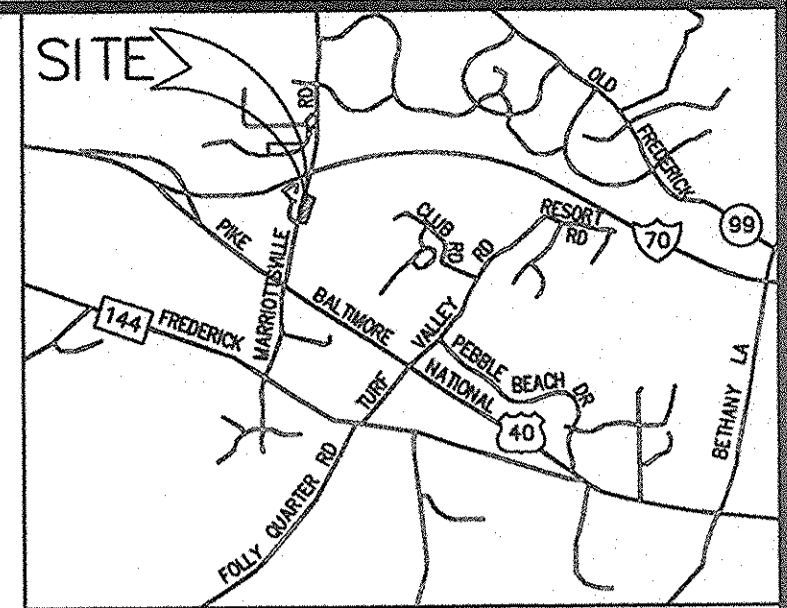 SITE
RD
OLD
FREDERICK
99
RESORT
RD
70
CLUB
RD
RD
PIKE
MARRIOTTSVILLE
BALTIMORE
VALLEY
144
FREDERICK
PEBBLE BEACH DR
NATIONAL
TURF
40
BETHANY LA
FOLLY QUARTER RD